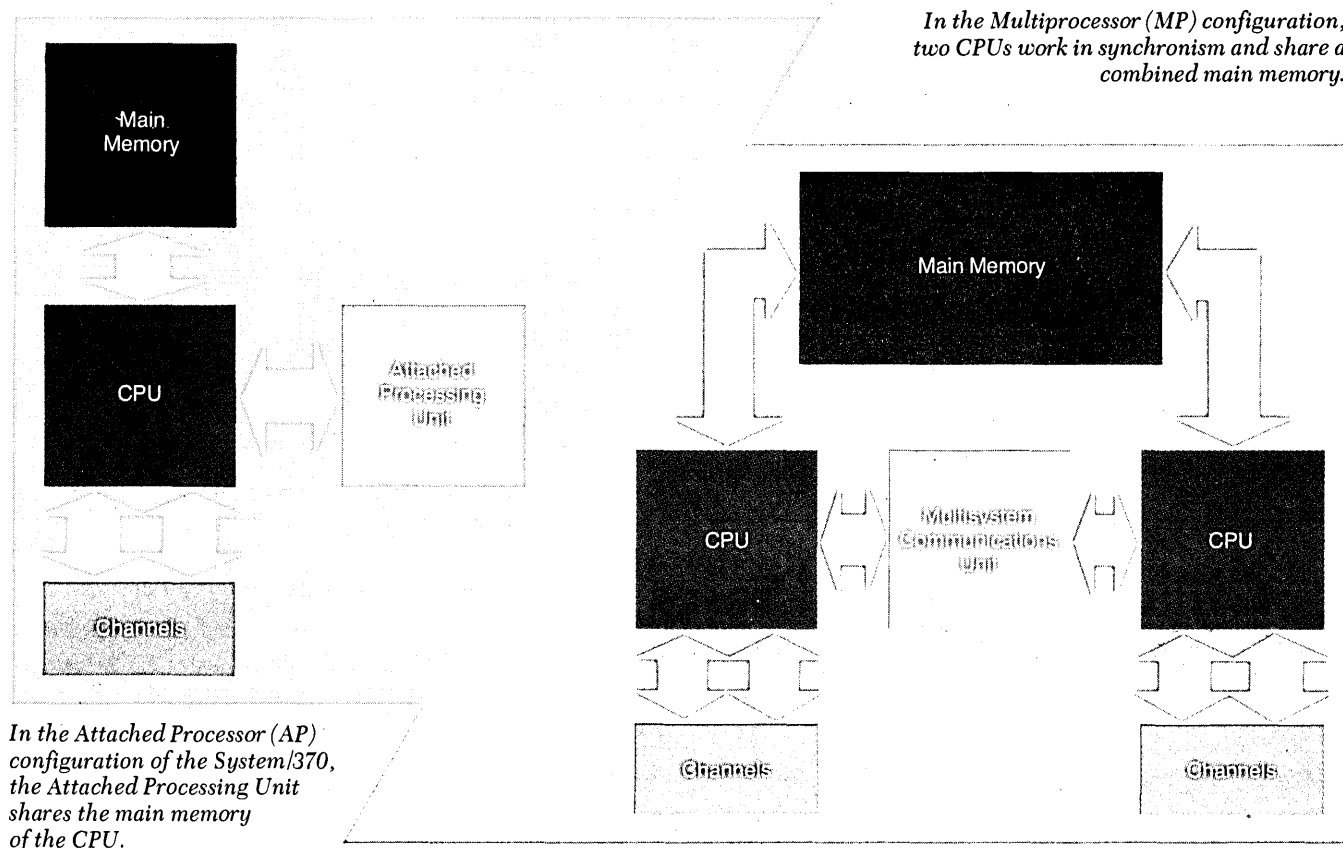 In the Multiprocessor (MP) configuration,
two CPUs work in synchronism and share a
combined main memory.
Main
Memory
CPU
Attached
Processing
Unit
Channels
In the Attached Processor (AP)
configuration of the System/370,
the Attached Processing Unit
shares the main memory
of the CPU.
Main Memory
CPU
Multisystem
Communications
Unit
CPU
Channels
Channels